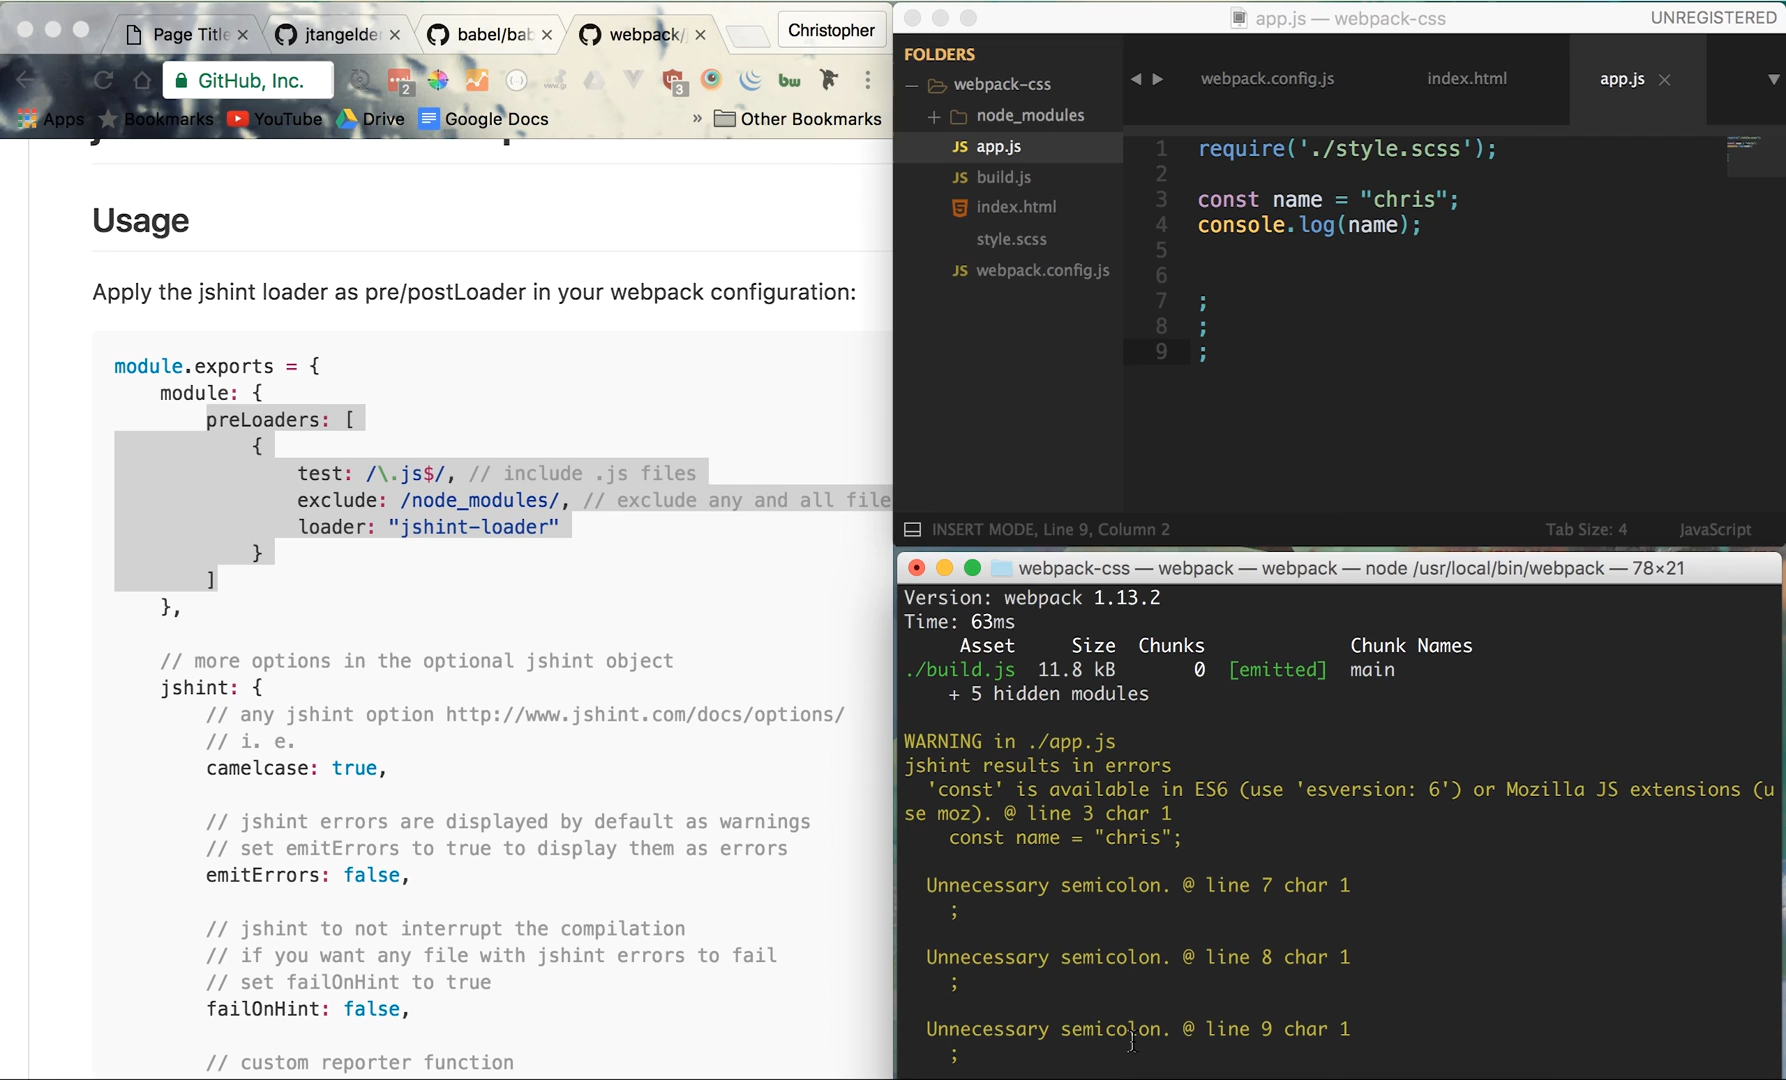 Page Title
jtangelder
babel/bab
webpack/j
Christopher
GitHub, Inc.
2
3
bw
Apps
Bookmarks
YouTube
Drive
Google Docs
»
Other Bookmarks
Usage
Apply the jshint loader as pre/postLoader in your webpack configuration:
module.exports = {
module: {
preLoaders: [
{
test: /\.js$/, // include .js files
exclude: /node_modules/, // exclude any and all file
loader: "jshint-loader"
}
]
},
// more options in the optional jshint object
jshint: {
// any jshint option http://www.jshint.com/docs/options/
// i. e.
camelcase: true,
// jshint errors are displayed by default as warnings
// set emitErrors to true to display them as errors
emitErrors: false,
// jshint to not interrupt the compilation
// if you want any file with jshint errors to fail
// set failOnHint to true
failOnHint: false,
// custom reporter function
app.js — webpack-css
UNREGISTERED
FOLDERS
webpack-css
node_modules
JS app.js
JS build.js
index.html
style.scss
JS webpack.config.js
webpack.config.js
index.html
app.js
1 require('./style.scss');
2
3 const name = "chris";
4 console.log(name);
5
6
7 ;
8 ;
9 ;
INSERT MODE, Line 9, Column 2
Tab Size: 4
JavaScript
webpack-css — webpack — webpack — node /usr/local/bin/webpack — 78×21
Version: webpack 1.13.2
Time: 63ms
Asset Size Chunks Chunk Names
./build.js 11.8 kB 0 [emitted] main
+ 5 hidden modules
WARNING in ./app.js
jshint results in errors
'const' is available in ES6 (use 'esversion: 6') or Mozilla JS extensions (u
se moz). @ line 3 char 1
const name = "chris";
Unnecessary semicolon. @ line 7 char 1
;
Unnecessary semicolon. @ line 8 char 1
;
Unnecessary semicolon. @ line 9 char 1
;